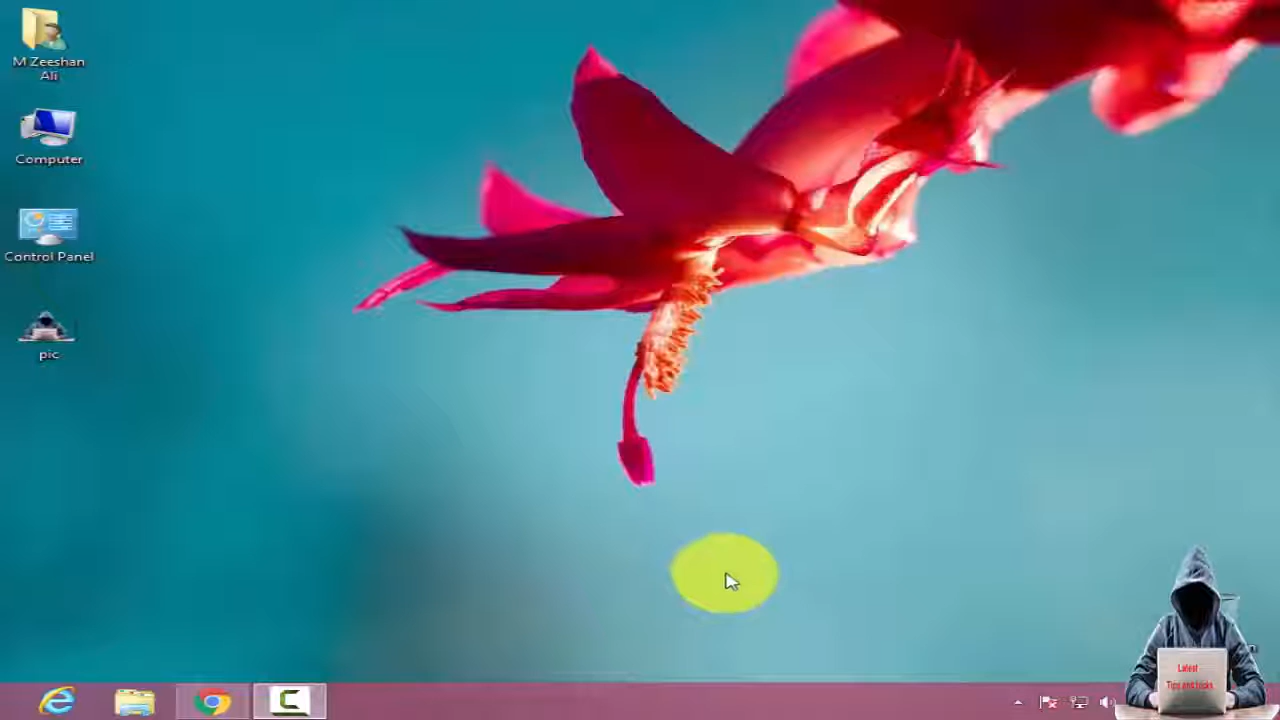 M Zeeshan
Ali
Computer
Control Panel
pic
Latest
Tips and tricks